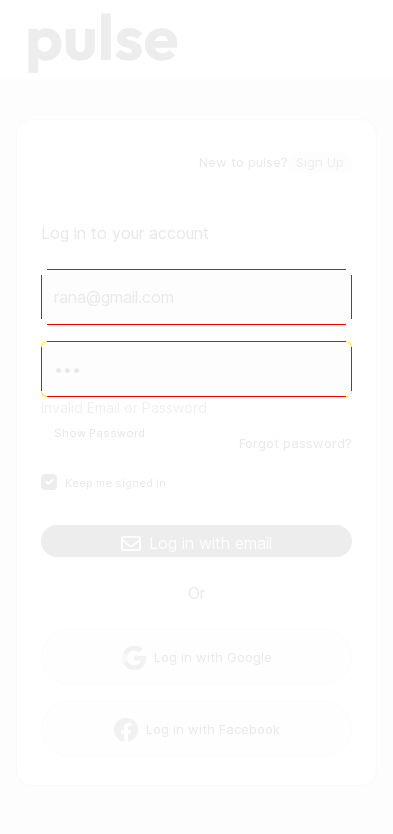 pulse
New to pulse? Sign Up
Log in to your account
rana@gmail.com
•••
Invalid Email or Password
Show Password
Forgot password?
Keep me signed in
Log in with email
Or
Log in with Google
Log in with Facebook